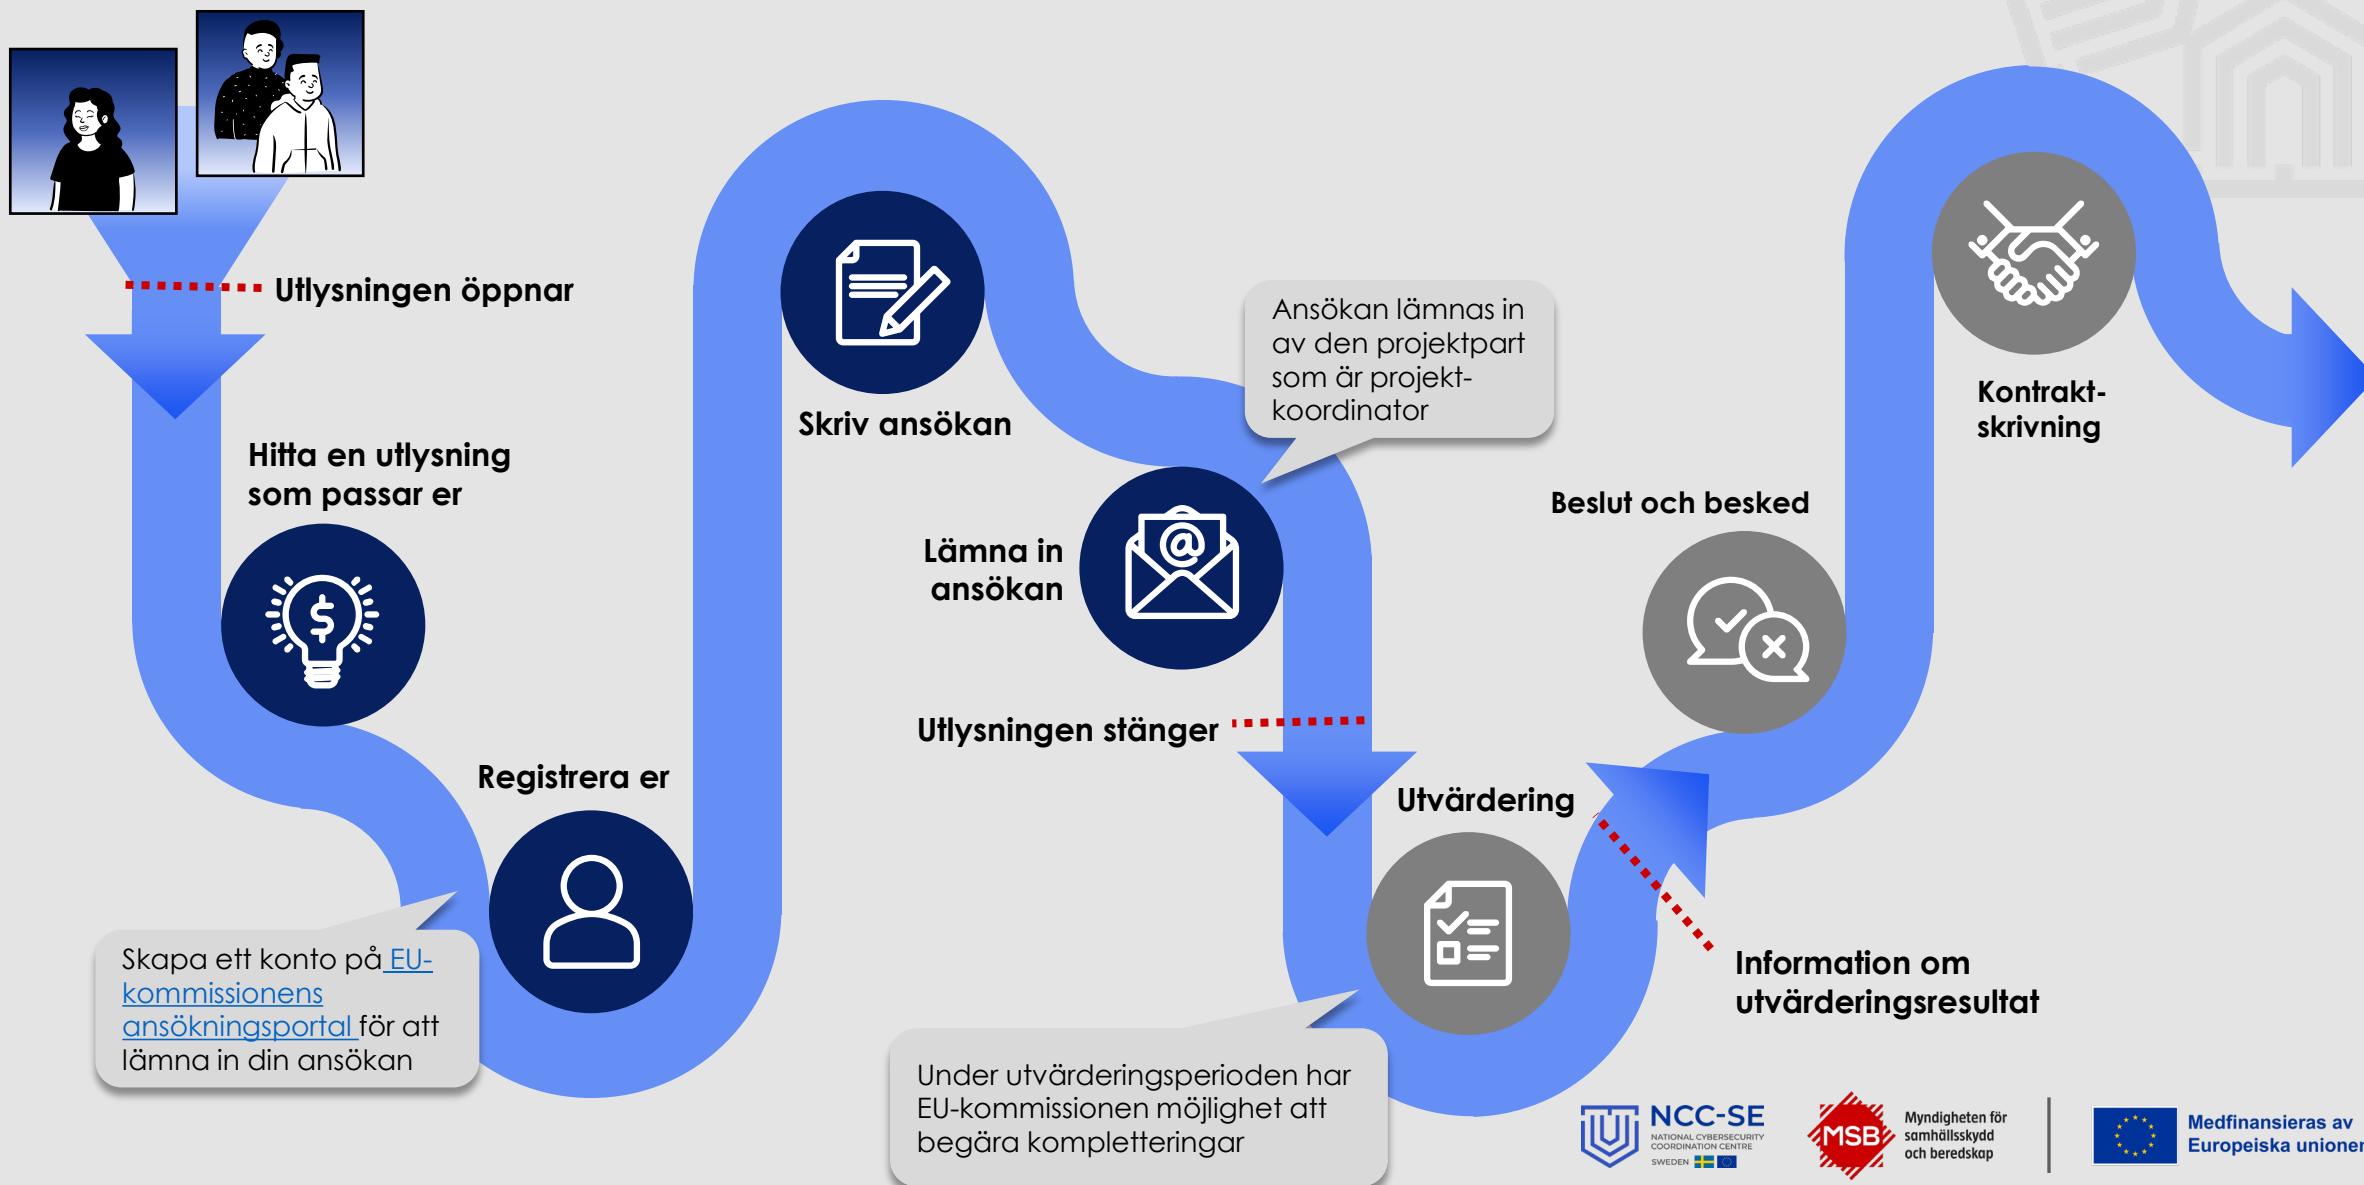 Utlysningen öppnar
Hitta en utlysning
som passar er
Registrera er
Skapa ett konto på EU-
kommissionens
ansökningsportal för att
lämna in din ansökan
Skriv ansökan
Ansökan lämnas in
av den projektpart
som är projekt-
koordinator
Lämna in
ansökan
Utlysningen stänger
Utvärdering
Under utvärderingsperioden har
EU-kommissionen möjlighet att
begära kompletteringar
Information om
utvärderingsresultat
Beslut och besked
Kontrakt-
skrivning
NCC-SE
NATIONAL CYBERSECURITY
COORDINATION CENTRE
SWEDEN
MSB
Myndigheten för
samhällsskydd
och beredskap
Medfinansieras av
Europeiska unionen